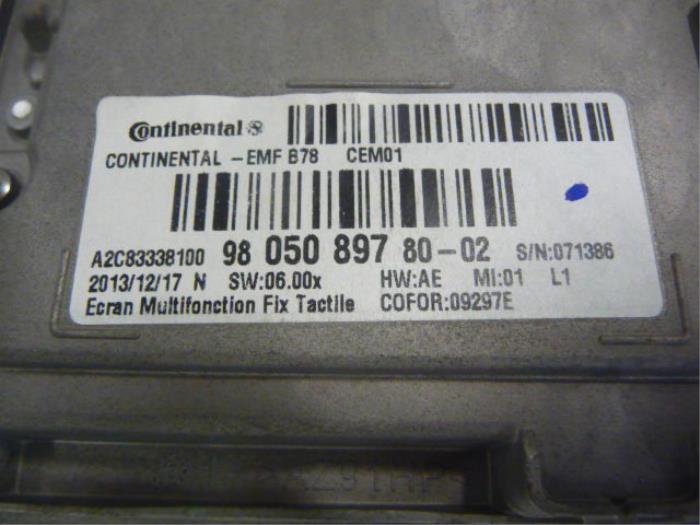 Continental
CONTINENTAL -EMF B78 CEM01
A2C83338100 98 050 897 80-02 S/N:071386
2013/12/17 N SW:06.00x HW:AE MI:01 L1
Ecran Multifonction Fix Tactile COFOR:09297E